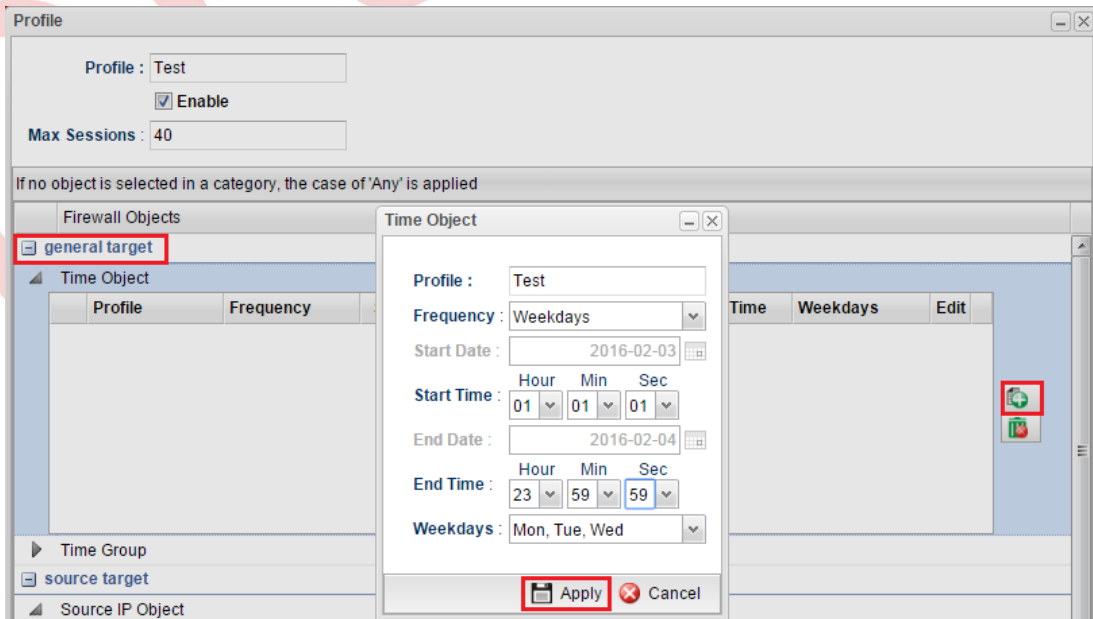 Profile
Profile : Test
Enable
Max Sessions : 40
If no object is selected in a category, the case of 'Any' is applied
Firewall Objects
general target
Time Object
Profile Frequency Time Weekdays Edit
Time Group
source target
Source IP Object
Time Object
Profile : Test
Frequency : Weekdays
Start Date : 2016-02-03
Hour Min Sec
Start Time : 01 01 01
End Date : 2016-02-04
Hour Min Sec
End Time : 23 59 59
Weekdays : Mon, Tue, Wed
Apply Cancel